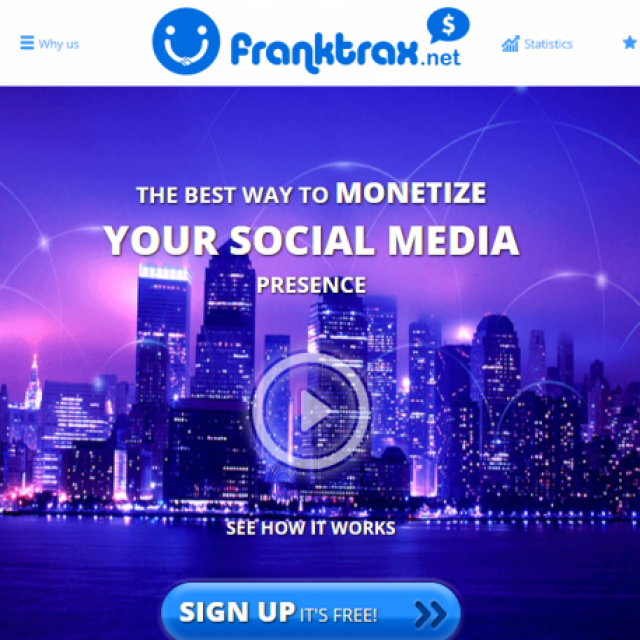 Why us
$
franktrax.net
Statistics
THE BEST WAY TO MONETIZE
YOUR SOCIAL MEDIA
PRESENCE
SEE HOW IT WORKS
SIGN UP IT'S FREE!